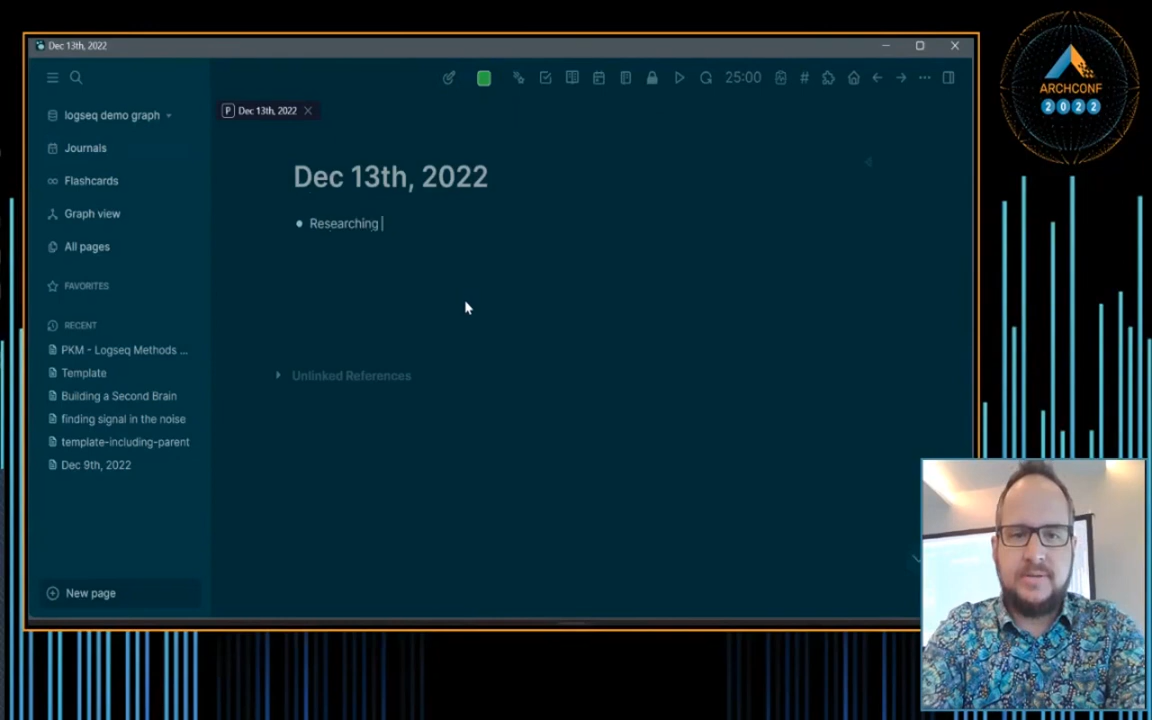 Dec 13th, 2022
25:00
logseq demo graph
P Dec 13th, 2022
Journals
Flashcards
Graph view
All pages
FAVORITES
RECENT
PKM - Logseq Methods ...
Template
Building a Second Brain
finding signal in the noise
template-including-parent
Dec 9th, 2022
New page
Dec 13th, 2022
Researching
Unlinked References
ARCHCONF
2022